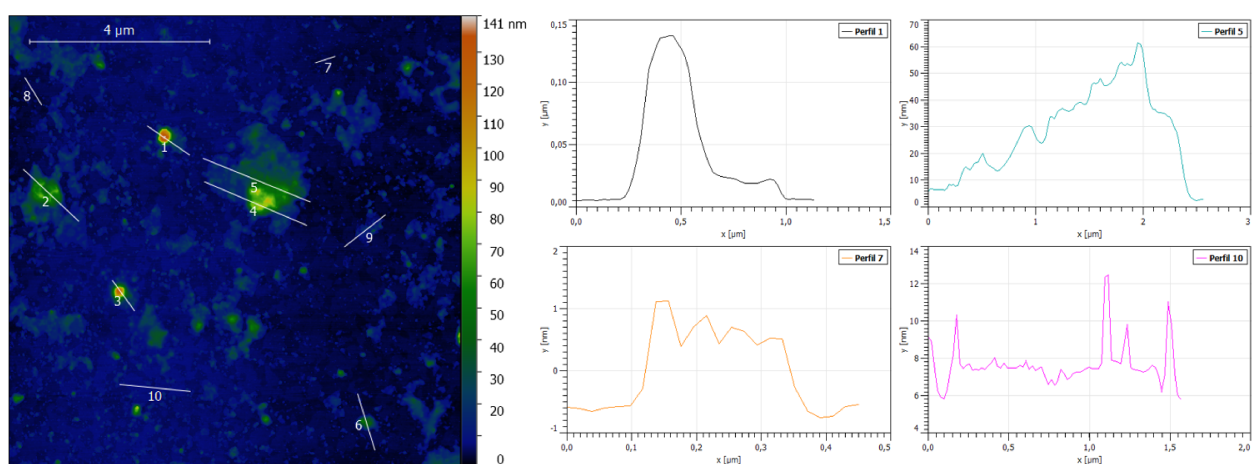 4 µm
7
8
1
5
2
4
9
3
10
6
141 nm
130
120
110
100
90
80
70
60
50
40
30
20
10
0
0,15
0,10
0,05
0,00
y [µm]
Perfil 1
0,0 0,5 1,0 1,5
x [µm]
70
60
50
40
30
20
10
0
y [nm]
Perfil 5
0 1 2 3
x [µm]
2
1
0
-1
y [nm]
Perfil 7
0,0 0,1 0,2 0,3 0,4 0,5
x [µm]
14
12
10
8
6
4
y [nm]
Perfil 10
0,0 0,5 1,0 1,5 2,0
x [µm]